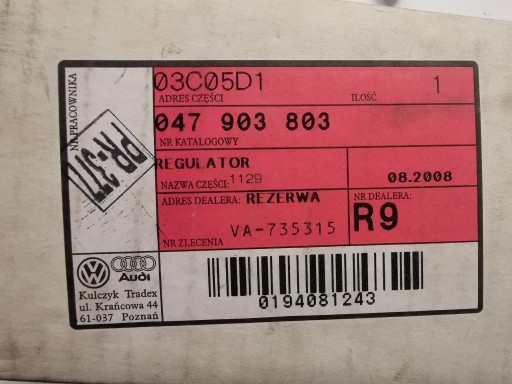 03C05D1
ADRES CZĘŚCI ILOŚĆ 1
047 903 803
NR KATALOGOWY
REGULATOR
NAZWA CZĘŚCI: 1129 08.2008
ADRES DEALERA: REZERWA NR DEALERA:
VA-735315 R9
NR ZLECENIA
NR PRACOWNIKA
PR-377
Audi
Kulczyk Tradex
ul. Krańcowa 44
61-037 Poznań
0194081243